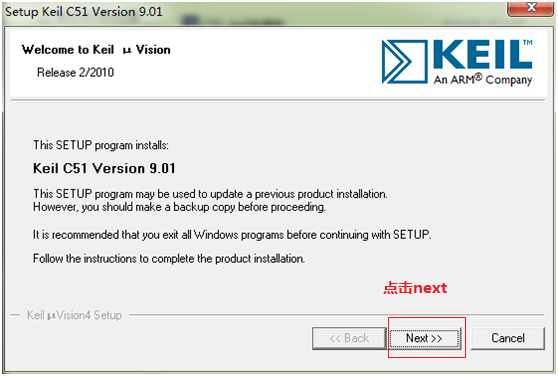 Setup Keil C51 Version 9.01
Welcome to Keil µ Vision
Release 2/2010
KEIL™
An ARM® Company
This SETUP program installs:
Keil C51 Version 9.01
This SETUP program may be used to update a previous product installation.
However, you should make a backup copy before proceeding.
It is recommended that you exit all Windows programs before continuing with SETUP.
Follow the instructions to complete the product installation.
点击next
Keil µVision4 Setup
<< Back
Next >>
Cancel